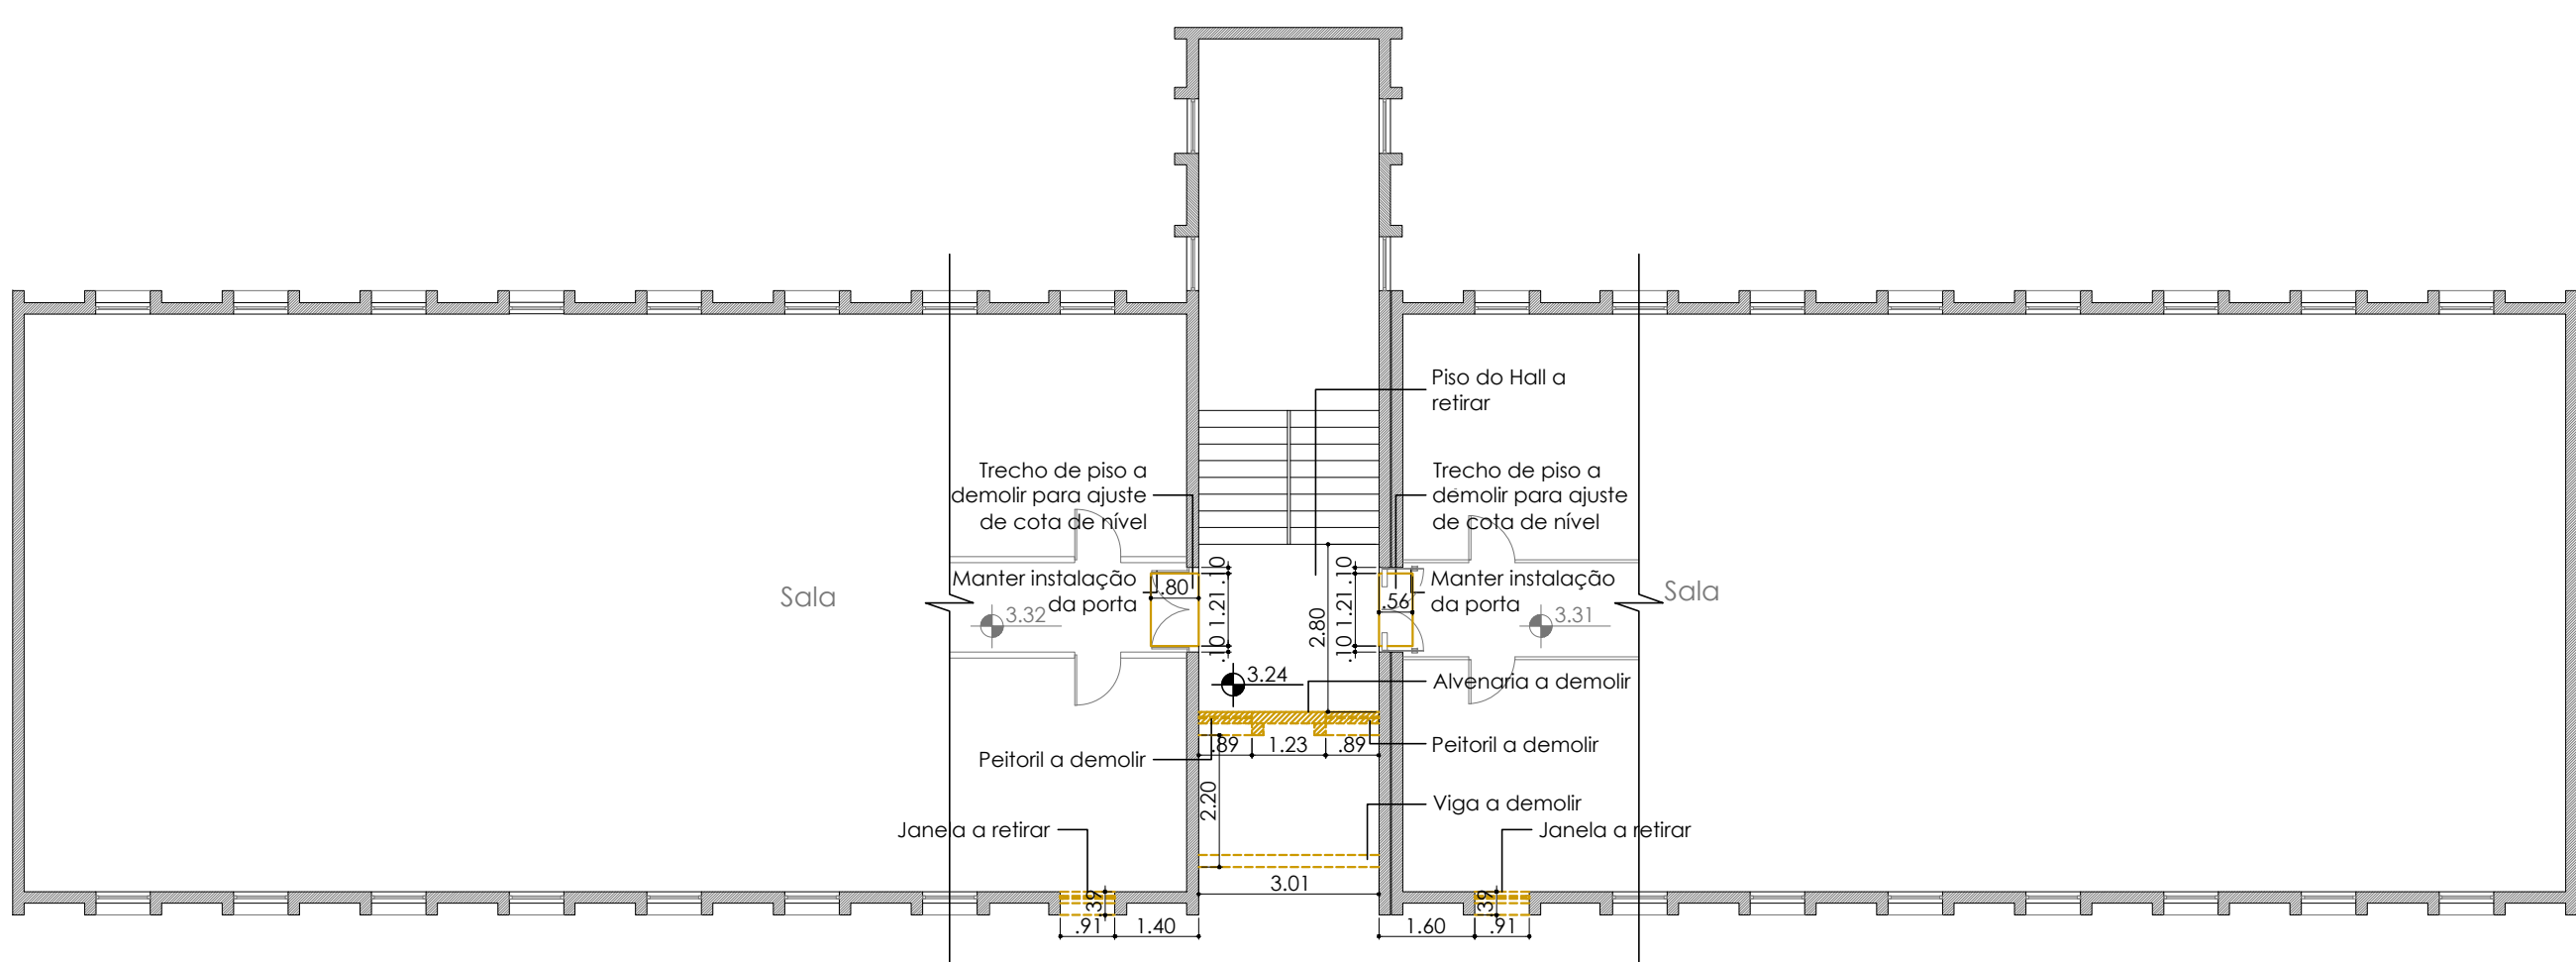 Piso do Hall a
retirar
Trecho de piso a
demolir para ajuste
de cota de nível
Trecho de piso a
demolir para ajuste
de cota de nível
Sala
Manter instalação
da porta
.80
.10
1.21
.10
2.80
.10
1.21
.10
.56
Manter instalação
da porta
Sala
3.32
3.31
3.24
Alvenaria a demolir
.89
1.23
.89
Peitoril a demolir
Peitoril a demolir
2.20
Viga a demolir
Janela a retirar
Janela a retirar
3.01
.39
.39
.91
1.40
1.60
.91